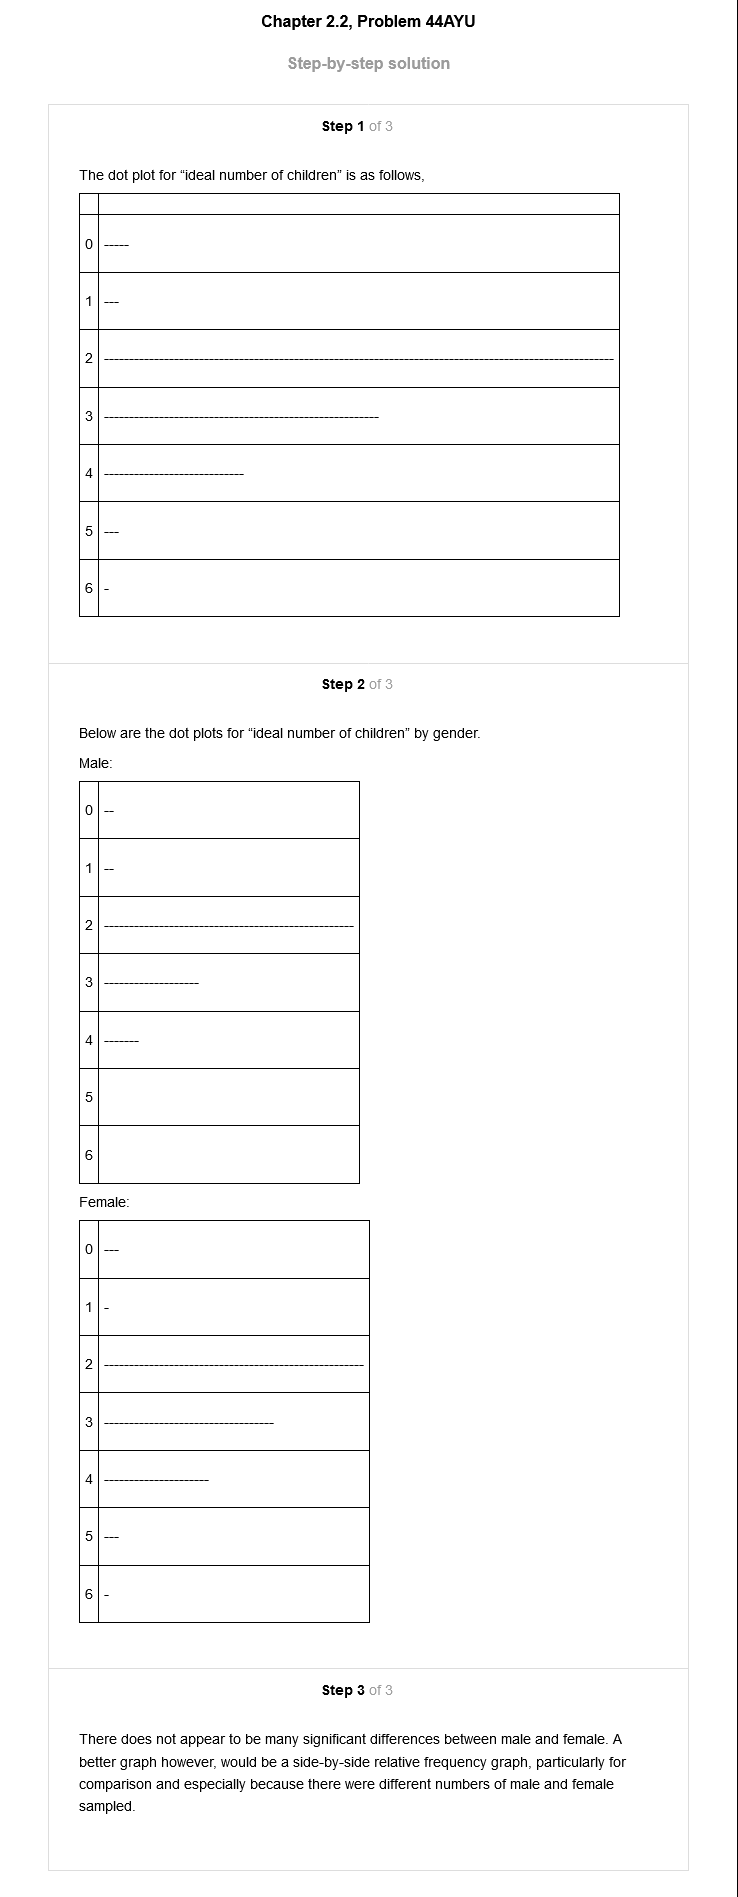 Chapter 2.2, Problem 44AYU
Step-by-step solution
Step 1 of 3
The dot plot for “ideal number of children” is as follows,
0 -----
1 ---
2 ------------------------------------------------------------------------------------------------------
3 -------------------------------------------------------
4 ----------------------------
5 ---
6 -
Step 2 of 3
Below are the dot plots for “ideal number of children” by gender.
Male:
0 --
1 --
2 --------------------------------------------------
3 -------------------
4 -------
5
6
Female:
0 ---
1 -
2 ----------------------------------------------------
3 ----------------------------------
4 ---------------------
5 ---
6 -
Step 3 of 3
There does not appear to be many significant differences between male and female. A
better graph however, would be a side-by-side relative frequency graph, particularly for
comparison and especially because there were different numbers of male and female
sampled.